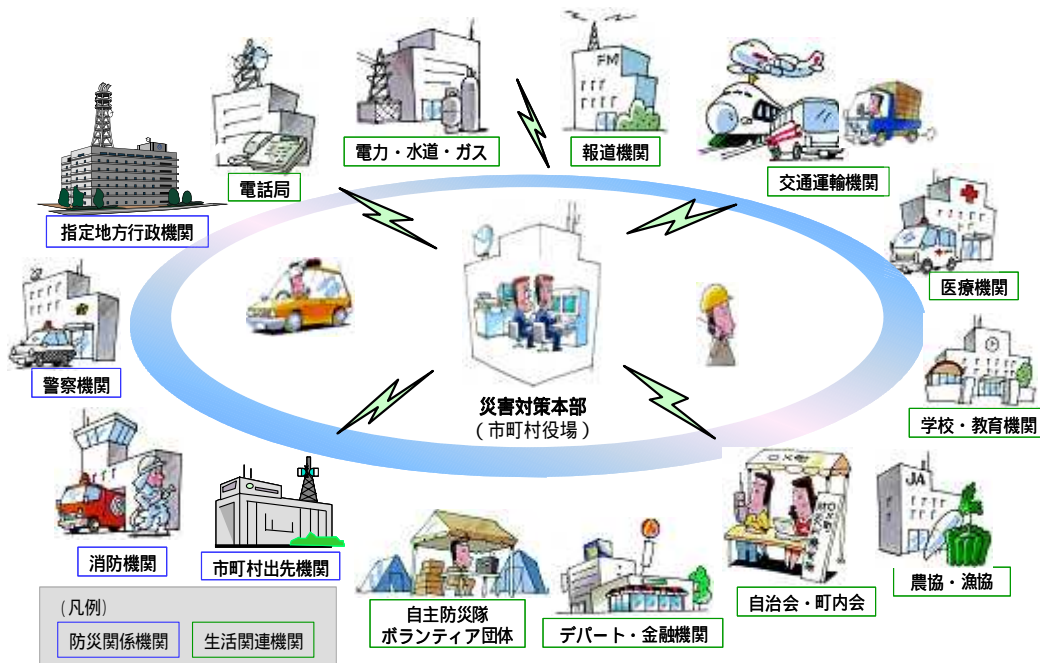 FM
電力・水道・ガス
報道機関
電話局
交通運輸機関
指定地方行政機関
医療機関
警察機関
災害対策本部
(市町村役場)
学校・教育機関
JA
消防機関
市町村出先機関
農協・漁協
自主防災隊
ボランティア団体
デパート・金融機関
自治会・町内会
(凡例)
防災関係機関
生活関連機関